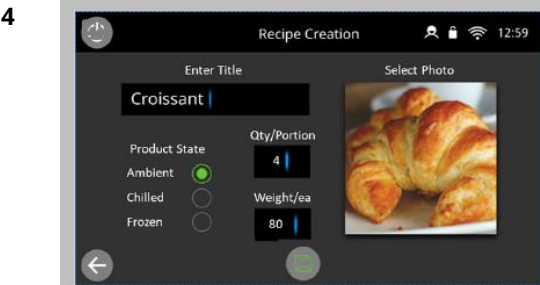 4
Recipe Creation
12:59
Enter Title
Select Photo
Croissant
Qty/Portion
4
Product State
Ambient
Chilled
Weight/ea
Frozen
80